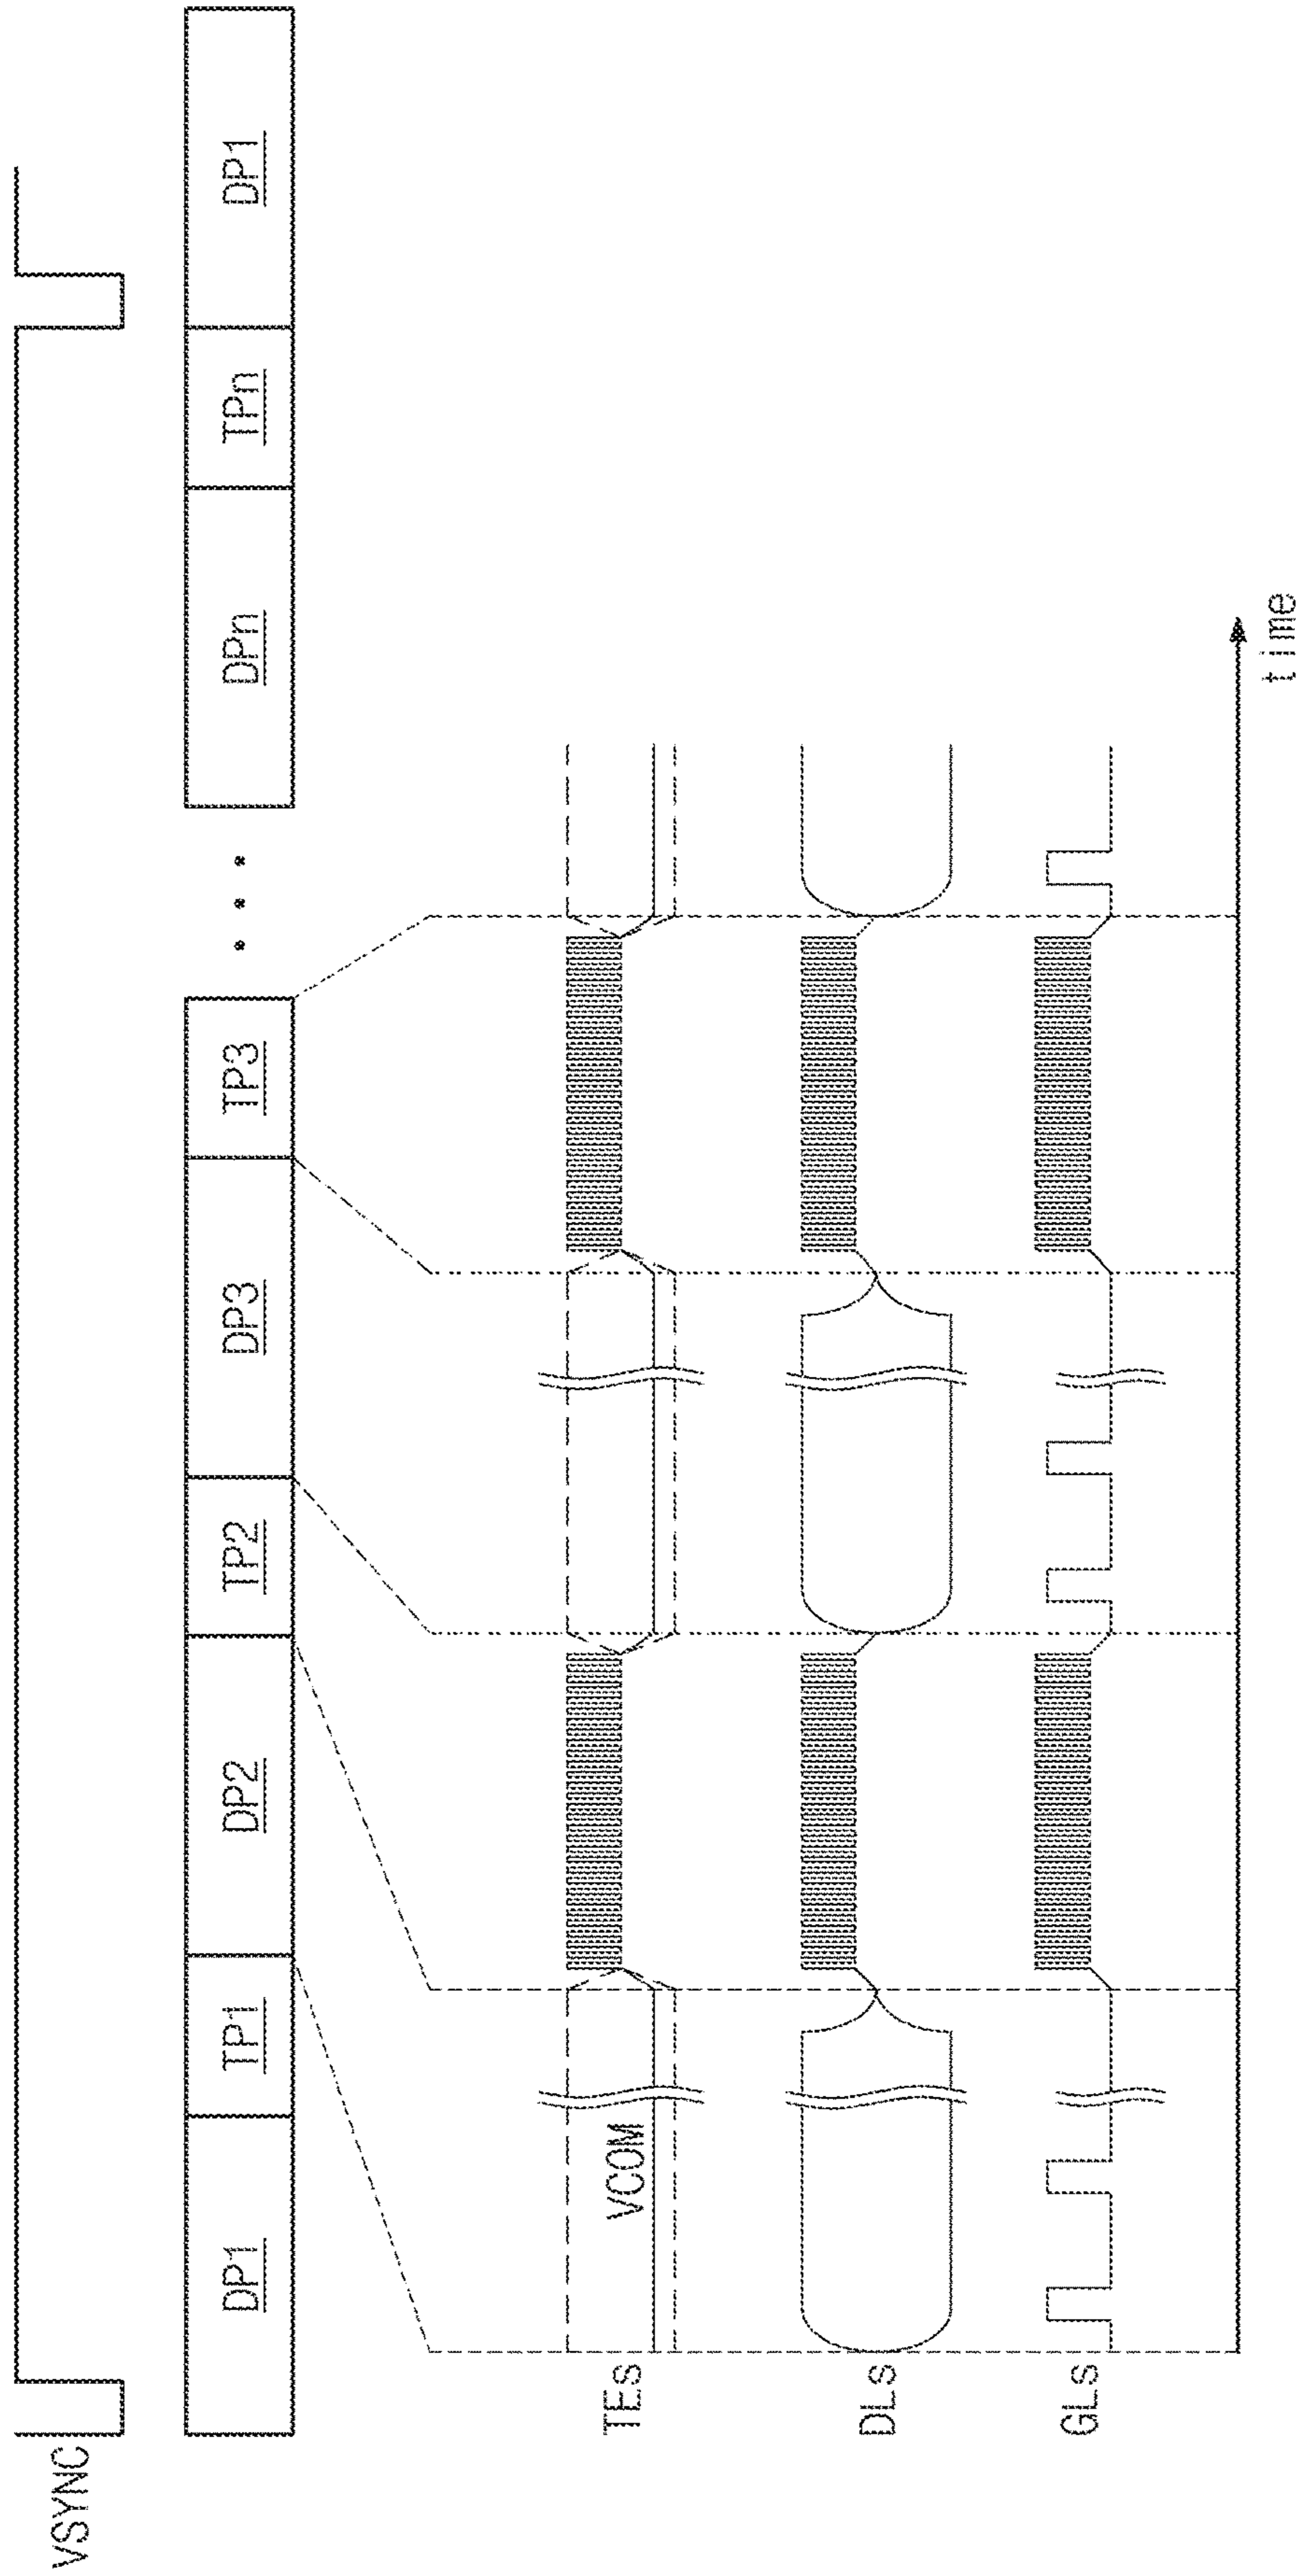 VSYNC
DP1 TP1 DP2 TP2 DP3 TP3 • • • DPn TPn DP1
TEs
VCOM
DLs
GLs
time